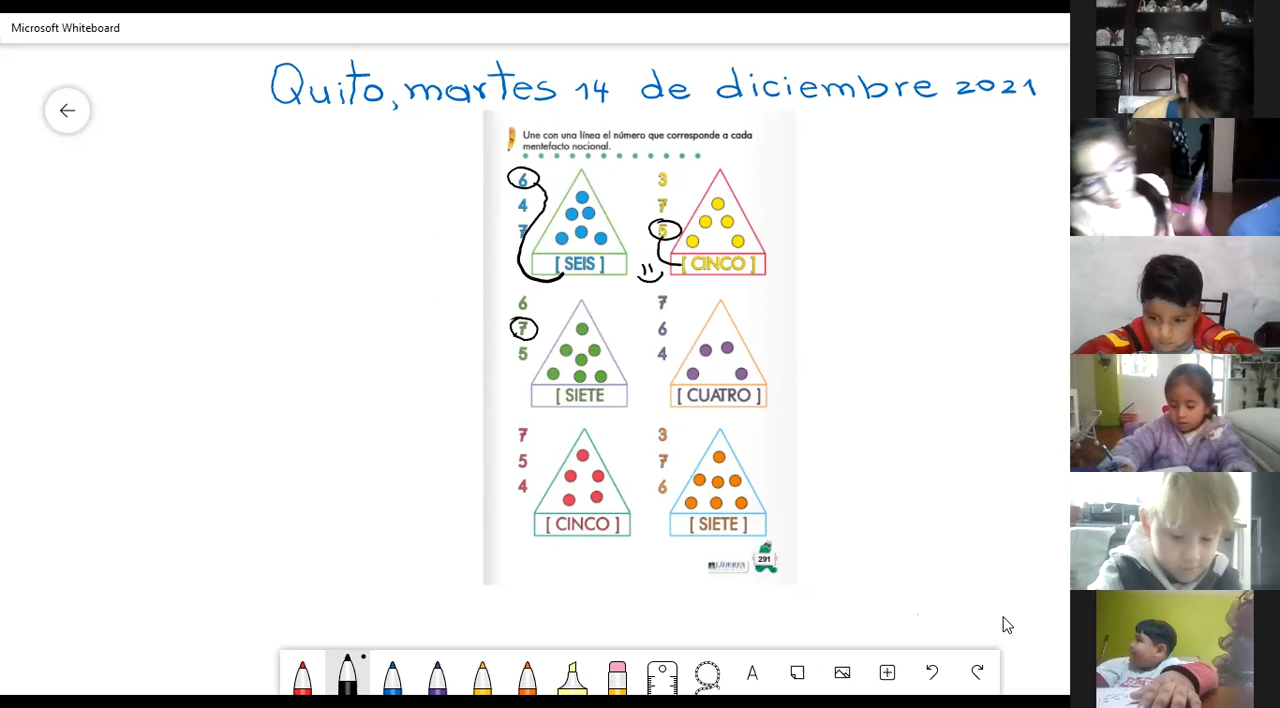 Microsoft Whiteboard
Quito, martes 14 de diciembre 2021
Une con una línea el número que corresponde a cada
mentefacto nocional.
6
4
7
[ SEIS ]
3
7
5
[ CINCO ]
6
7
5
[ SIETE
7
6
4
[ CUATRO ]
7
5
4
[ CINCO ]
3
7
6
[ SIETE ]
LÍDERES
291
A